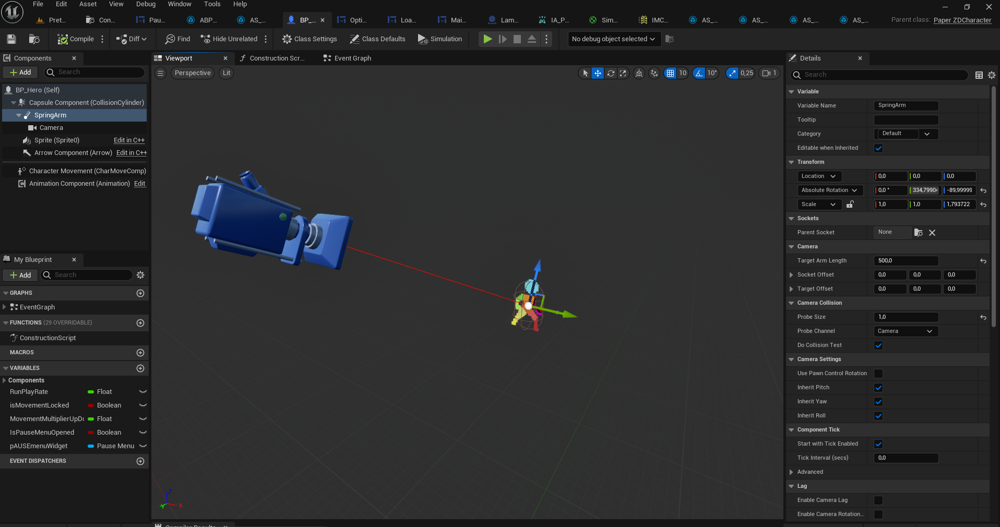 File Edit Asset View Debug Window Tools Help
Pret... Con... Pau... ABP... AS_... BP_... Opti... Loa... Mai... Lam... IA_P... Sim... IMC... AS_... AS_... AS_... AS_... Parent class: Paper ZDCharacter
Compile Diff Find Hide Unrelated Class Settings Class Defaults Simulation No debug object selected
Components
Add Search
BP_Hero (Self)
Capsule Component (CollisionCylinder)
SpringArm
Camera
Sprite (Sprite0) Edit in C++
Arrow Component (Arrow) Edit in C++
Character Movement (CharMoveComp)
Animation Component (Animation) Edit
My Blueprint
Add Search
GRAPHS
EventGraph
FUNCTIONS (29 OVERRIDABLE)
ConstructionScript
MACROS
VARIABLES
Components
RunPlayRate Float
isMovementLocked Boolean
MovementMultiplierUpDo Float
IsPauseMenuOpened Boolean
pAUSEmenuWidget Pause Menu
EVENT DISPATCHERS
Viewport Construction Scr... Event Graph
Perspective Lit 10 10° 0,25 1
Z
X
Y
Compiler Results
Details
Search
Variable
Variable Name SpringArm
Tooltip
Category Default
Editable when Inherited
Transform
Location 0,0 0,0 0,0
Absolute Rotation 0,0 ° 334,79904 -89,99999
Scale 1,0 1,0 1,793722
Sockets
Parent Socket None
Camera
Target Arm Length 500,0
Socket Offset 0,0 0,0 0,0
Target Offset 0,0 0,0 0,0
Camera Collision
Probe Size 1,0
Probe Channel Camera
Do Collision Test
Camera Settings
Use Pawn Control Rotation
Inherit Pitch
Inherit Yaw
Inherit Roll
Component Tick
Start with Tick Enabled
Tick Interval (secs) 0,0
Advanced
Lag
Enable Camera Lag
Enable Camera Rotation...